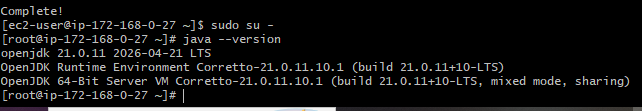 Complete!
[ec2-user@ip-172-168-0-27 ~]$ sudo su -
[root@ip-172-168-0-27 ~]# java --version
openjdk 21.0.11 2026-04-21 LTS
OpenJDK Runtime Environment Corretto-21.0.11.10.1 (build 21.0.11+10-LTS)
OpenJDK 64-Bit Server VM Corretto-21.0.11.10.1 (build 21.0.11+10-LTS, mixed mode, sharing)
[root@ip-172-168-0-27 ~]#